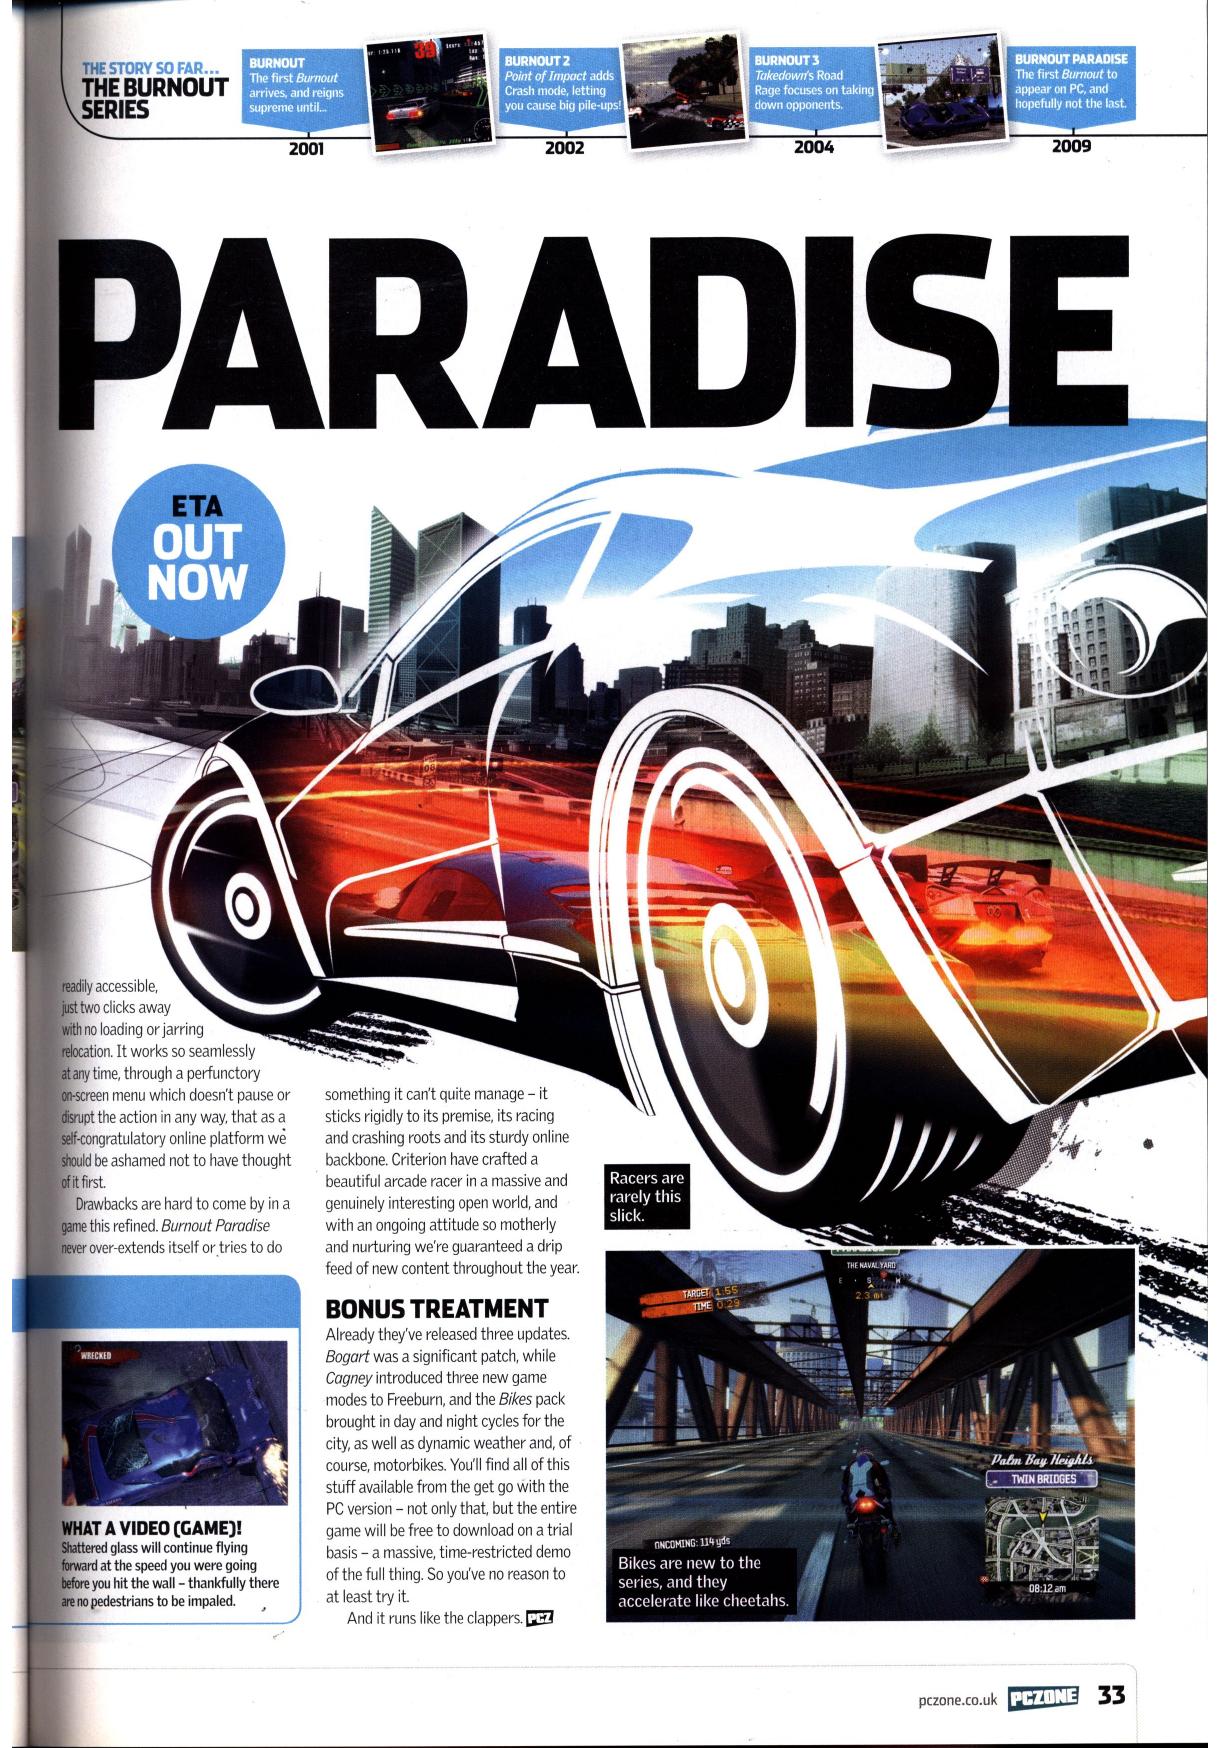 THE STORY SO FAR...
THE BURNOUT
SERIES
BURNOUT
The first Burnout
arrives, and reigns
supreme until...
2001
BURNOUT 2
Point of Impact adds
Crash mode, letting
you cause big pile-ups!
2002
BURNOUT 3
Takedown's Road
Rage focuses on taking
down opponents.
2004
BURNOUT PARADISE
The first Burnout to
appear on PC, and
hopefully not the last.
2009
39
PARADISE
ETA
OUT
NOW
readily accessible,
just two clicks away
with no loading or jarring
relocation. It works so seamlessly
at any time, through a perfunctory
on-screen menu which doesn't pause or
disrupt the action in any way, that as a
self-congratulatory online platform we
should be ashamed not to have thought
of it first.
Drawbacks are hard to come by in a
game this refined. Burnout Paradise
never over-extends itself or tries to do
something it can't quite manage – it
sticks rigidly to its premise, its racing
and crashing roots and its sturdy online
backbone. Criterion have crafted a
beautiful arcade racer in a massive and
genuinely interesting open world, and
with an ongoing attitude so motherly
and nurturing we're guaranteed a drip
feed of new content throughout the year.
BONUS TREATMENT
Already they've released three updates.
Bogart was a significant patch, while
Cagney introduced three new game
modes to Freeburn, and the Bikes pack
brought in day and night cycles for the
city, as well as dynamic weather and, of
course, motorbikes. You'll find all of this
stuff available from the get go with the
PC version – not only that, but the entire
game will be free to download on a trial
basis – a massive, time-restricted demo
of the full thing. So you've no reason to
at least try it.
And it runs like the clappers. PCZ
WRECKED
WHAT A VIDEO (GAME)!
Shattered glass will continue flying
forward at the speed you were going
before you hit the wall – thankfully there
are no pedestrians to be impaled.
Racers are
rarely this
slick.
TARGET 1:55
TIME 0:29
THE NAVAL YARD
2.3 mi
Palm Bay Heights
TWIN BRIDGES
08:12 am
ONCOMING: 114 yds
Bikes are new to the
series, and they
accelerate like cheetahs.
pczone.co.uk PCZONE 33